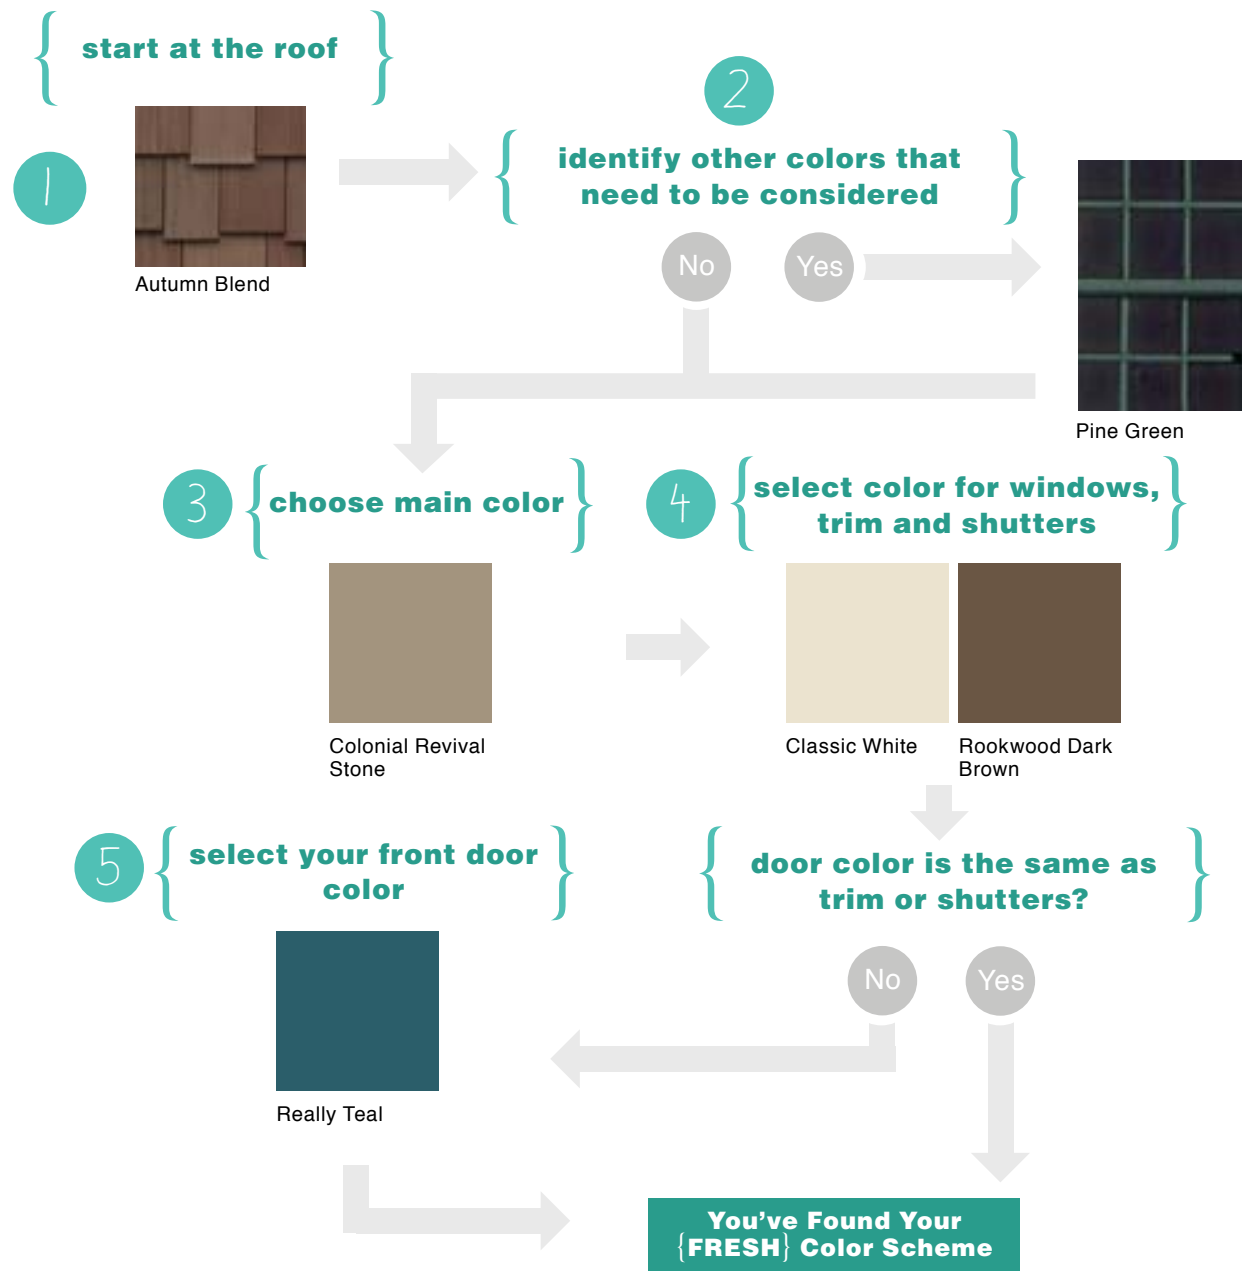 start at the roof
1
Autumn Blend
2
identify other colors that
need to be considered
No
Yes
Pine Green
3
choose main color
Colonial Revival
Stone
4
select color for windows,
trim and shutters
Classic White
Rookwood Dark
Brown
door color is the same as
trim or shutters?
No
Yes
5
select your front door
color
Really Teal
You’ve Found Your
{FRESH} Color Scheme